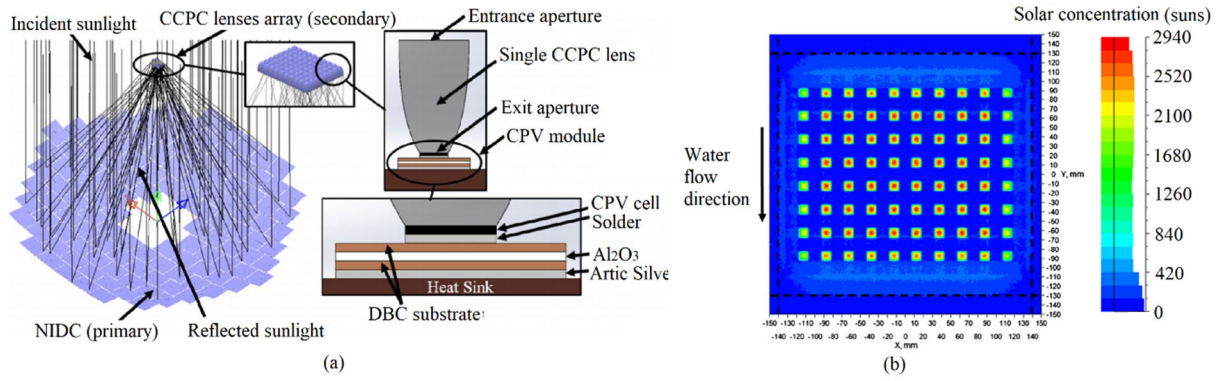 Incident sunlight
CCPC lenses array (secondary)
Entrance aperture
Single CCPC lens
Exit aperture
CPV module
CPV cell
Solder
Al2O3
Artic Silve
Heat Sink
DBC substrate
NIDC (primary)
Reflected sunlight
(a)
Solar concentration (suns)
Water
flow
direction
150
140
130
120
110
100
90
80
70
60
50
40
30
20
10
0
Y, mm
-10
-20
-30
-40
-50
-60
-70
-80
-90
-100
-110
-120
-130
-140
-150
-150 -130 -110 -90 -70 -50 -30 -10 10 30 50 70 90 110 130 150
-140 -120 -100 -80 -60 -40 -20 0 20 40 60 80 100 120 140
X, mm
2940
2520
2100
1680
1260
840
420
0
(b)